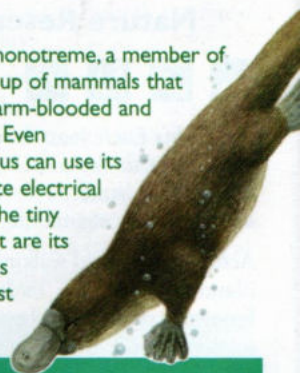 monotreme, a member of
up of mammals that
arm-blooded and
Even
us can use its
te electrical
he tiny
t are its
s
st